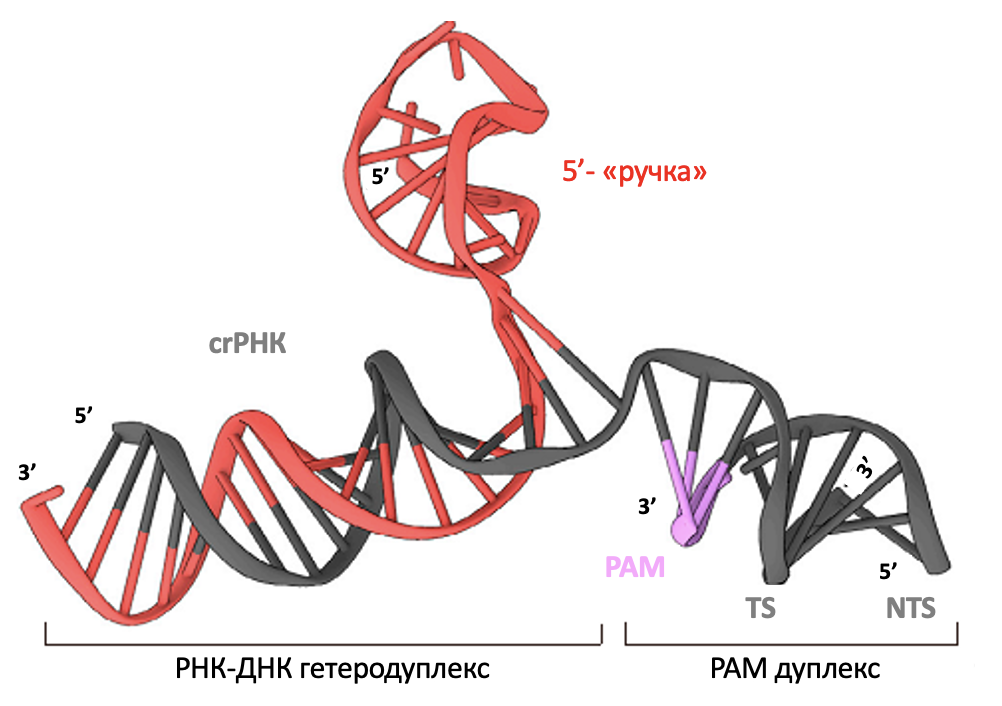 5’
5’- «ручка»
crРНК
5’
3’
3’
3’
PAM
5’
TS
NTS
РНК-ДНК гетеродуплекс
PAM дуплекс